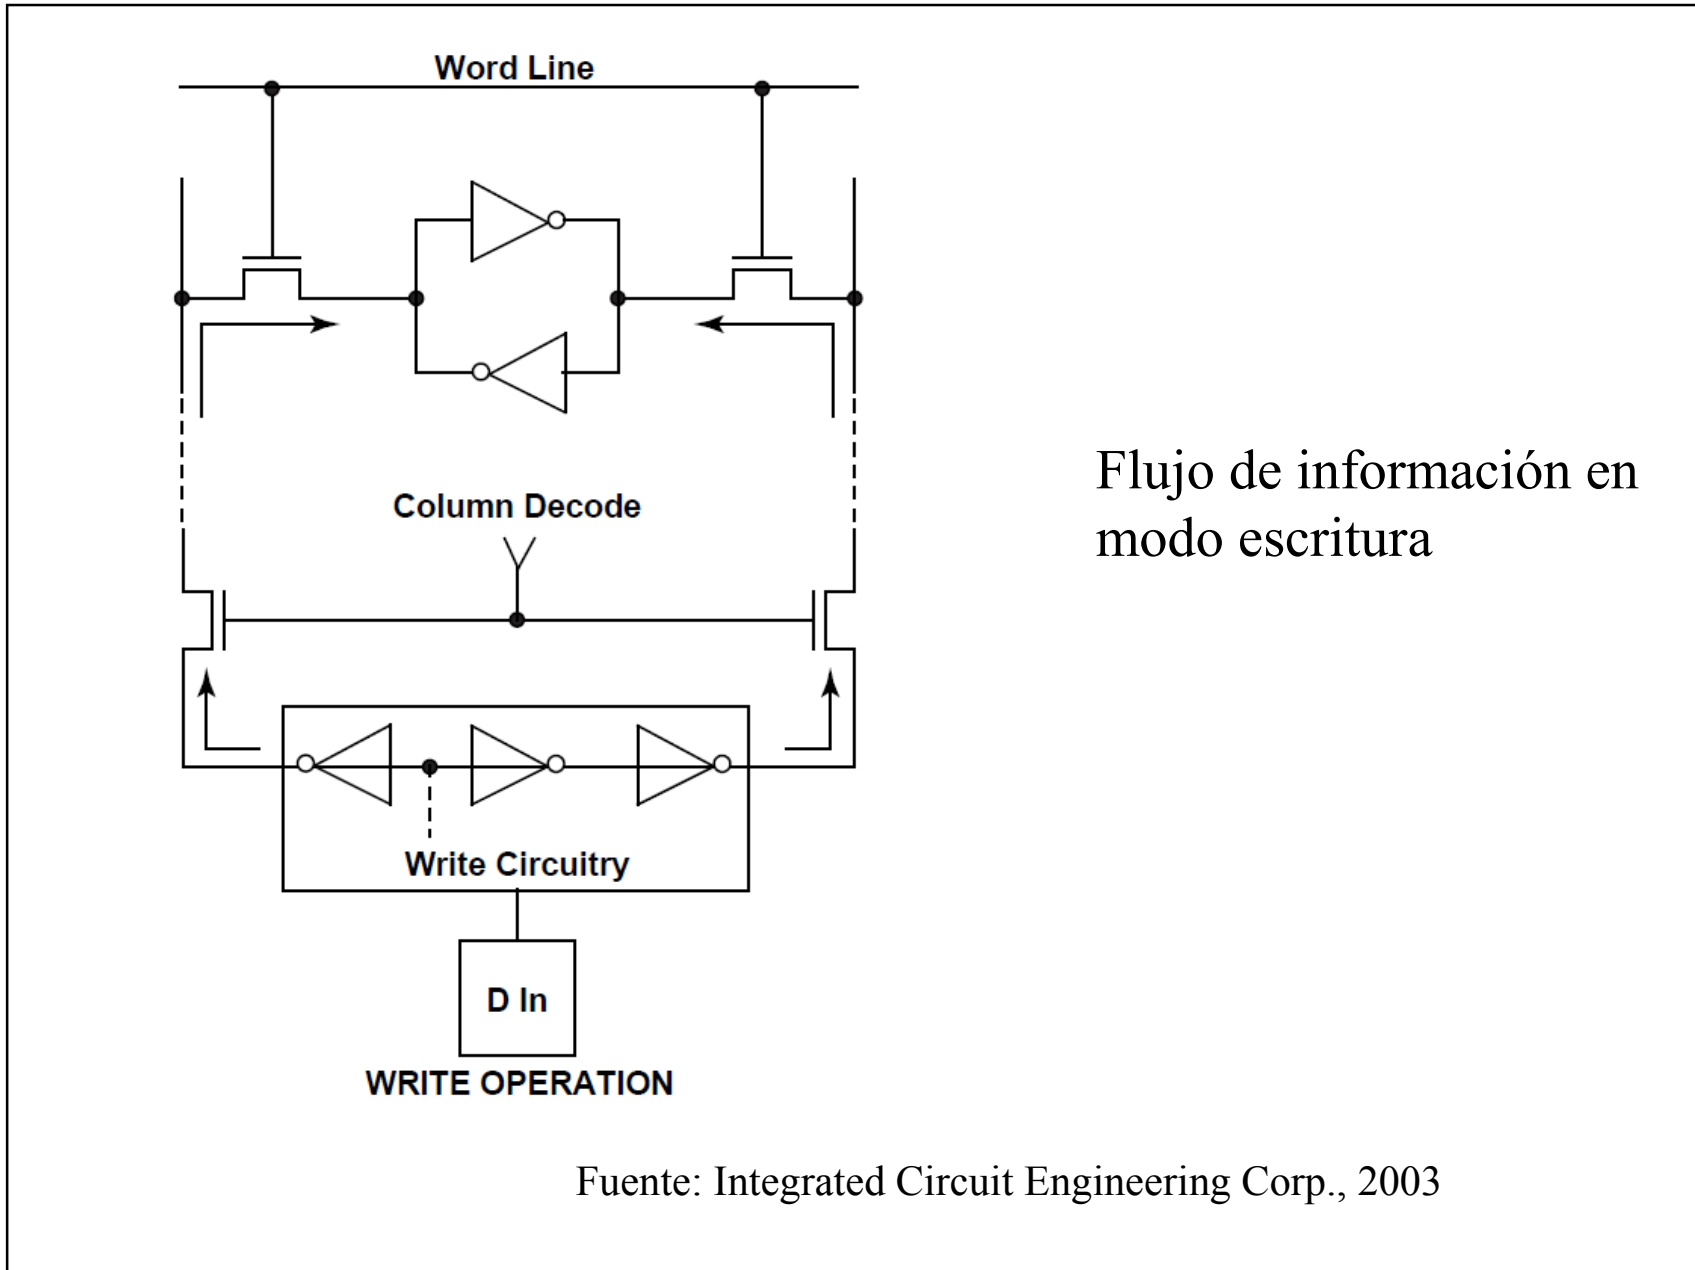 Word Line
Column Decode
Flujo de información en
modo escritura
Write Circuitry
D In
WRITE OPERATION
Fuente: Integrated Circuit Engineering Corp., 2003